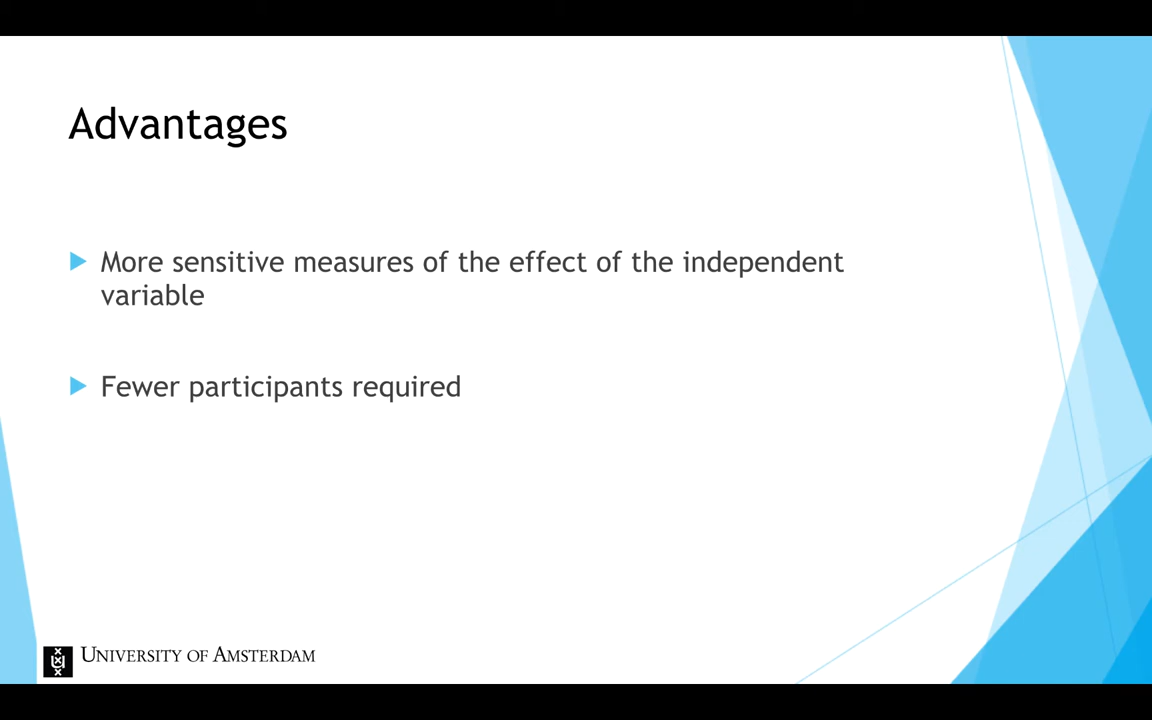 Advantages
More sensitive measures of the effect of the independent
variable
Fewer participants required
UNIVERSITY OF AMSTERDAM